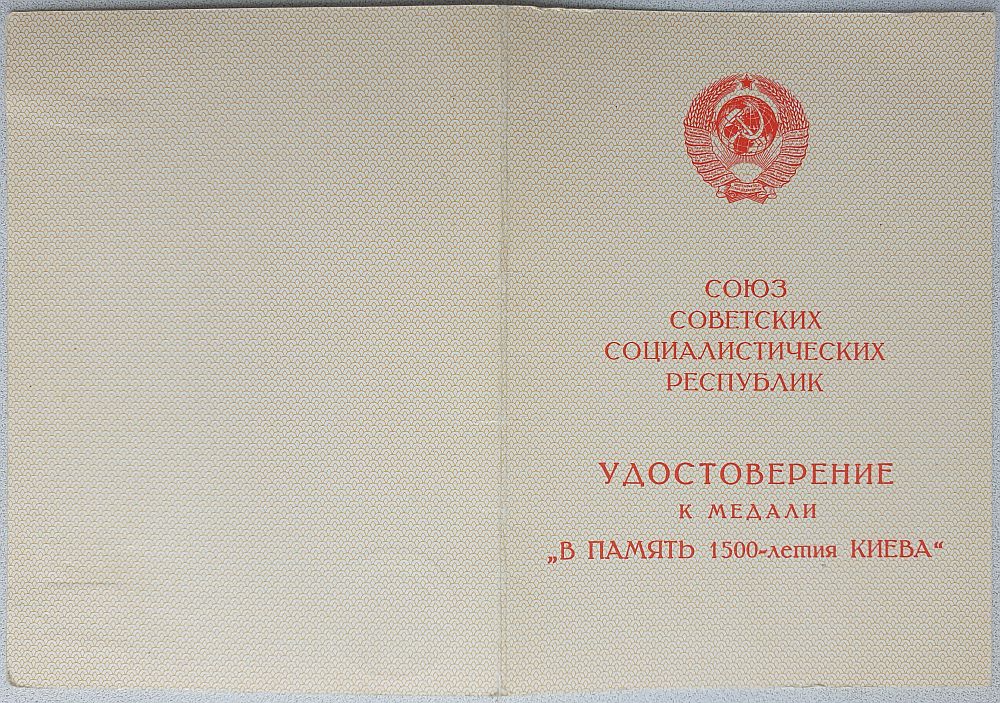 СОЮЗ
СОВЕТСКИХ
СОЦИАЛИСТИЧЕСКИХ
РЕСПУБЛИК
УДОСТОВЕРЕНИЕ
К МЕДАЛИ
„В ПАМЯТЬ 1500-летия КИЕВА“